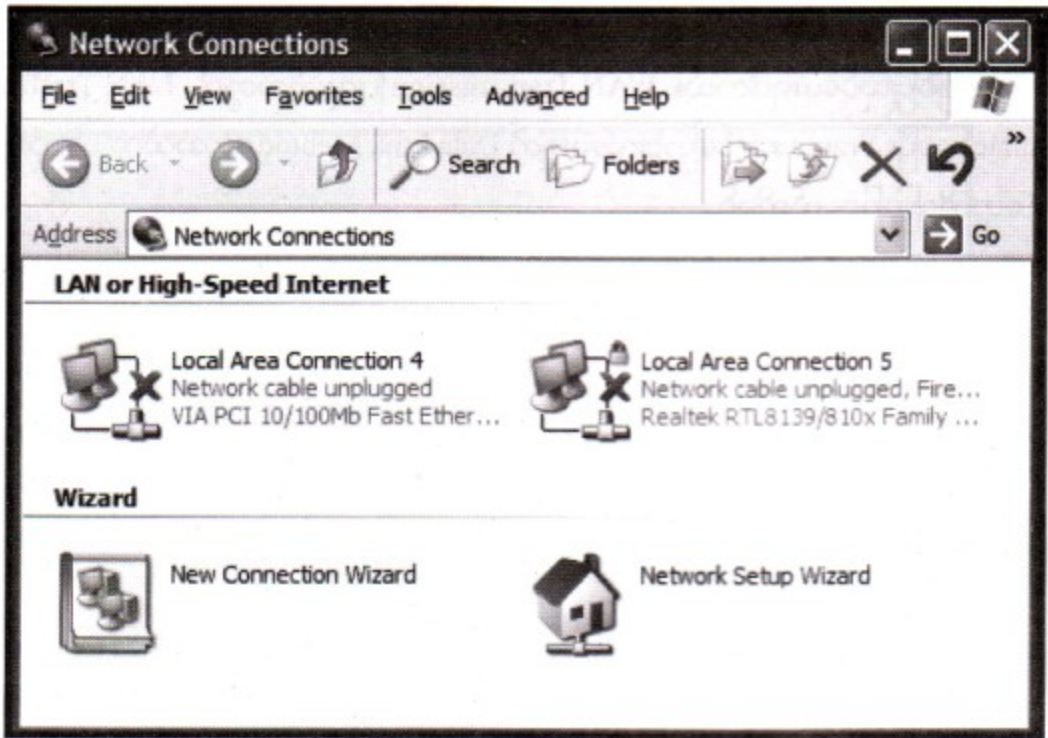 Network Connections
File Edit View Favorites Tools Advanced Help
Back Search Folders »
Address Network Connections Go
LAN or High-Speed Internet
Local Area Connection 4
Network cable unplugged
VIA PCI 10/100Mb Fast Ether...
Local Area Connection 5
Network cable unplugged, Fire...
Realtek RTL8139/810x Family ...
Wizard
New Connection Wizard
Network Setup Wizard